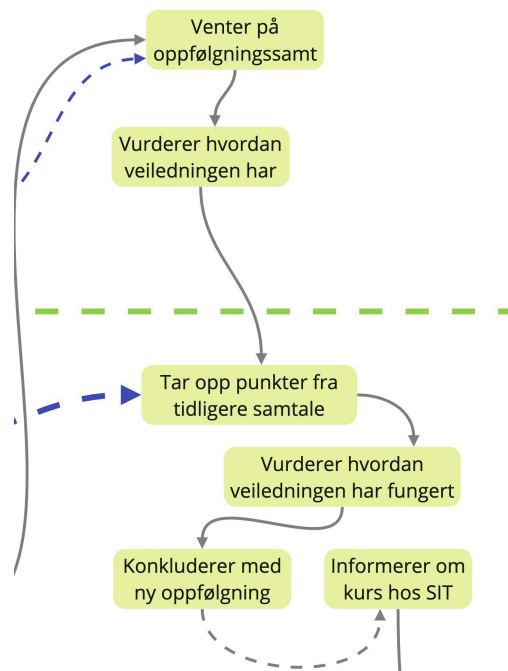 Venter på
oppfølgningssamt
Vurderer hvordan
veiledningen har
Tar opp punkter fra
tidligere samtale
Vurderer hvordan
veiledningen har fungert
Konkluderer med
ny oppfølgning
Informerer om
kurs hos SIT